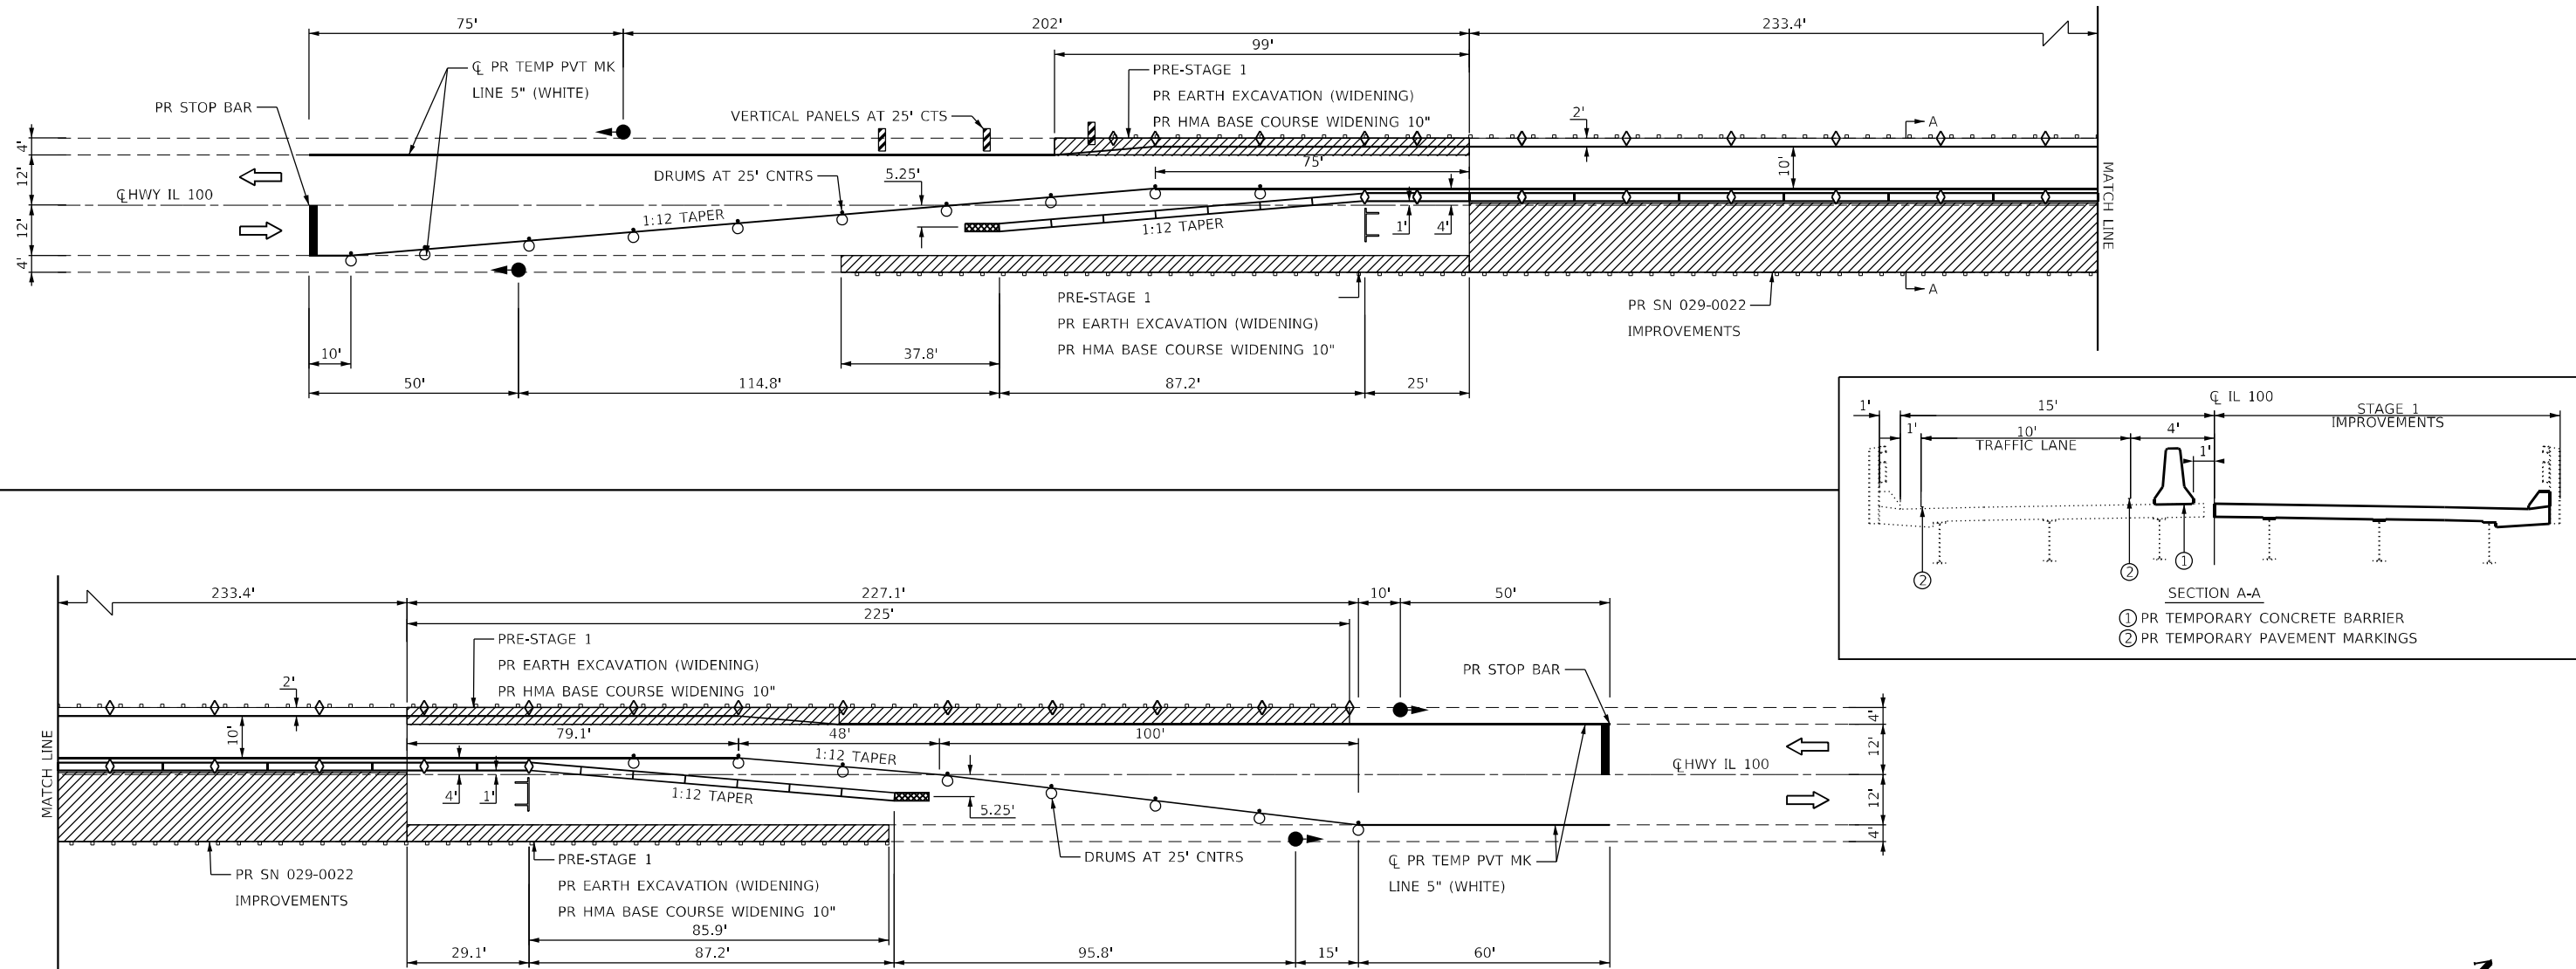 75'
202'
233.4'
99'
℄ PR TEMP PVT MK
LINE 5" (WHITE)
PRE-STAGE 1
PR EARTH EXCAVATION (WIDENING)
PR HMA BASE COURSE WIDENING 10"
PR STOP BAR
VERTICAL PANELS AT 25' CTS
2'
A
4'
12'
12'
4'
75'
10'
DRUMS AT 25' CNTRS
5.25'
℄ HWY IL 100
1:12 TAPER
1:12 TAPER
1'
4'
MATCH LINE
PRE-STAGE 1
PR EARTH EXCAVATION (WIDENING)
PR HMA BASE COURSE WIDENING 10"
A
PR SN 029-0022
IMPROVEMENTS
10'
37.8'
50'
114.8'
87.2'
25'
℄ IL 100
1'
15'
STAGE 1
IMPROVEMENTS
1'
10'
TRAFFIC LANE
4'
1'
2
2
1
SECTION A-A
1 PR TEMPORARY CONCRETE BARRIER
2 PR TEMPORARY PAVEMENT MARKINGS
233.4'
227.1'
10'
50'
225'
PRE-STAGE 1
PR EARTH EXCAVATION (WIDENING)
PR HMA BASE COURSE WIDENING 10"
PR STOP BAR
2'
10'
79.1'
48'
100'
1:12 TAPER
℄ HWY IL 100
4'
12'
12'
4'
MATCH LINE
4'
1'
1:12 TAPER
5.25'
PR SN 029-0022
IMPROVEMENTS
PRE-STAGE 1
PR EARTH EXCAVATION (WIDENING)
PR HMA BASE COURSE WIDENING 10"
DRUMS AT 25' CNTRS
℄ PR TEMP PVT MK
LINE 5" (WHITE)
85.9'
29.1'
87.2'
95.8'
15'
60'